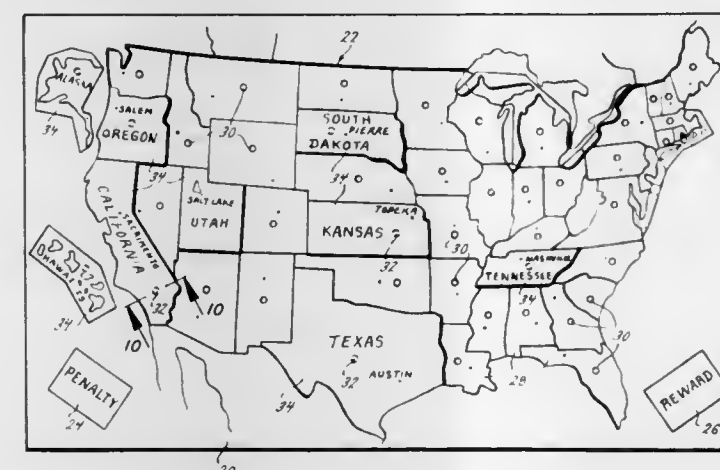 22
ALASKA
34
SALEM
OREGON
30
SOUTH
PIERRE
DAKOTA
34
34
SALT LAKE
UTAH
CALIFORNIA
SACRAMENTO
TOPEKA
KANSAS
32
30
NASHVILLE
TENNESSEE
34
HAWAII
34
32
10
10
30
28
TEXAS
32
AUSTIN
34
PENALTY
24
REWARD
26
20